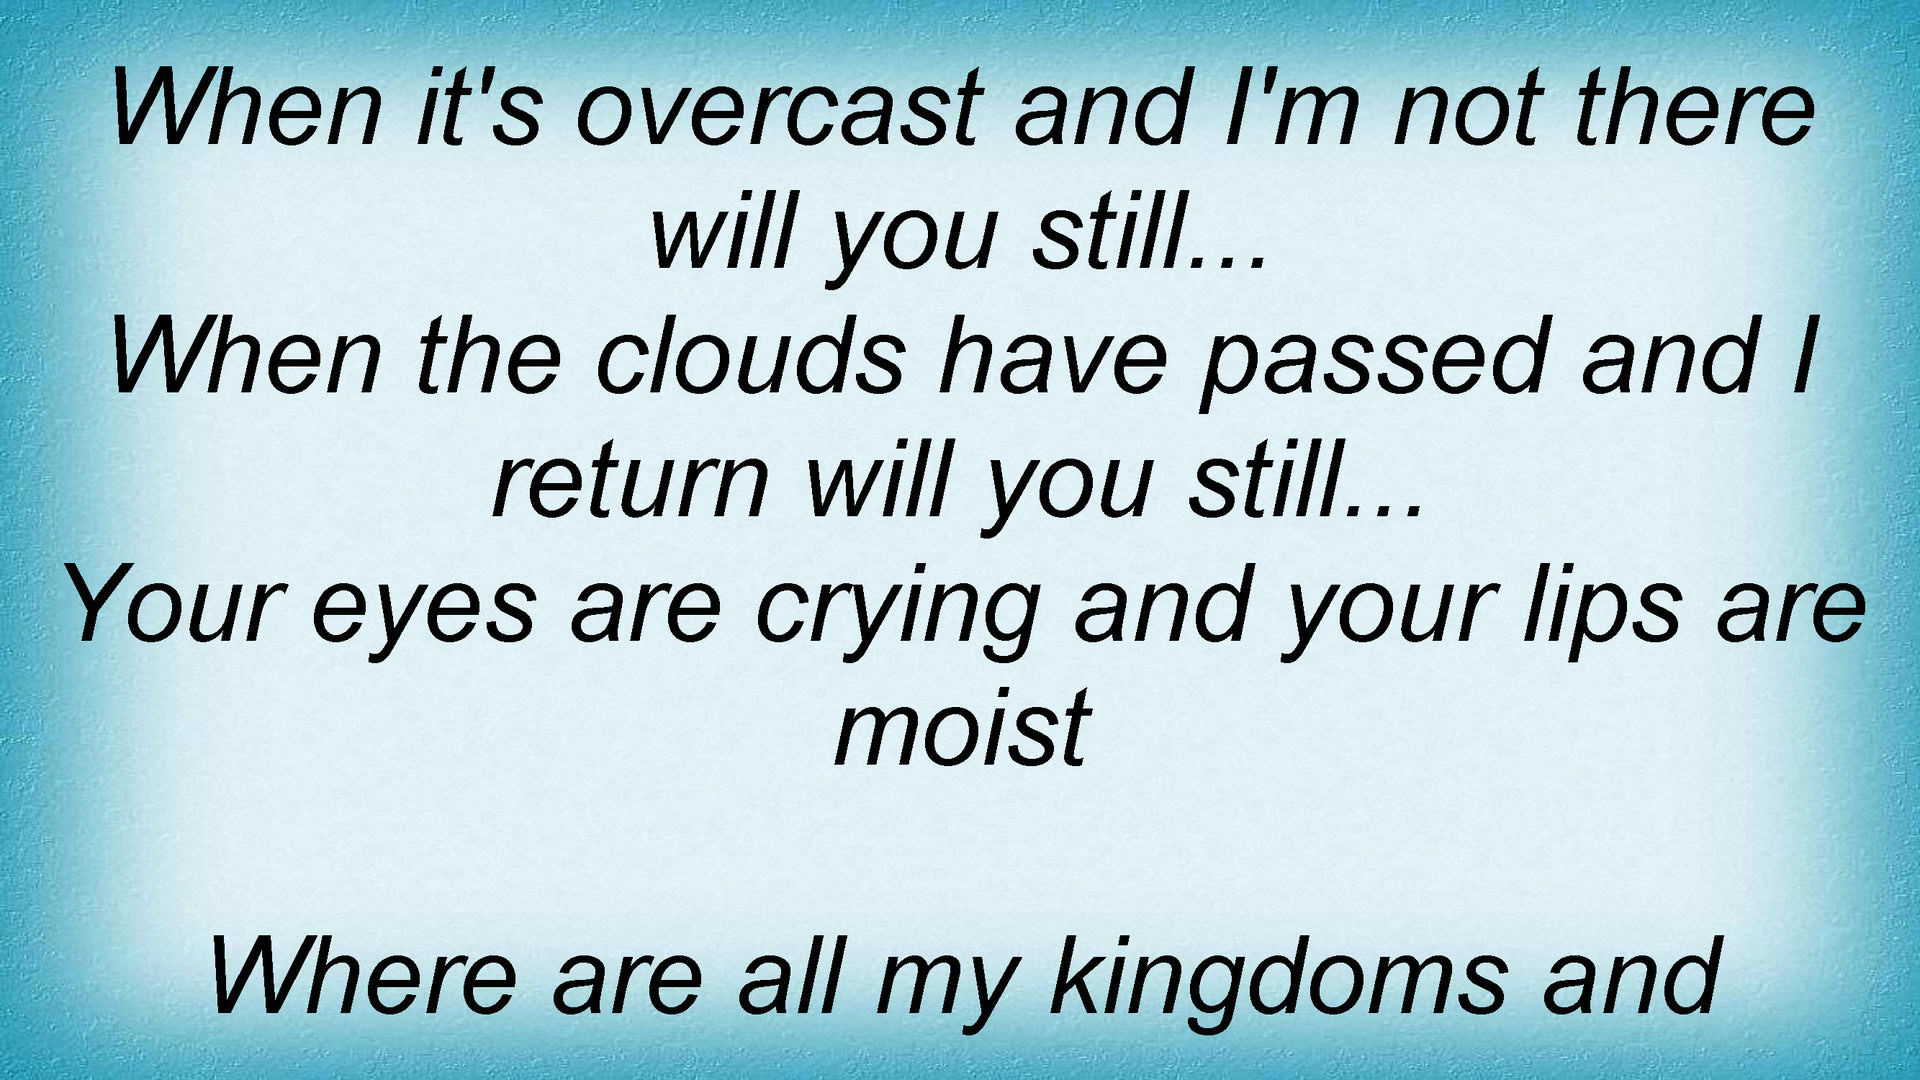 When it's overcast and I'm not there
will you still...
When the clouds have passed and I
return will you still...
Your eyes are crying and your lips are
moist
Where are all my kingdoms and